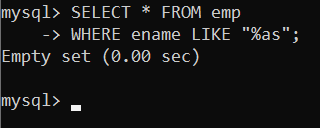 mysql> SELECT * FROM emp
    -> WHERE ename LIKE "%as";
Empty set (0.00 sec)
mysql>